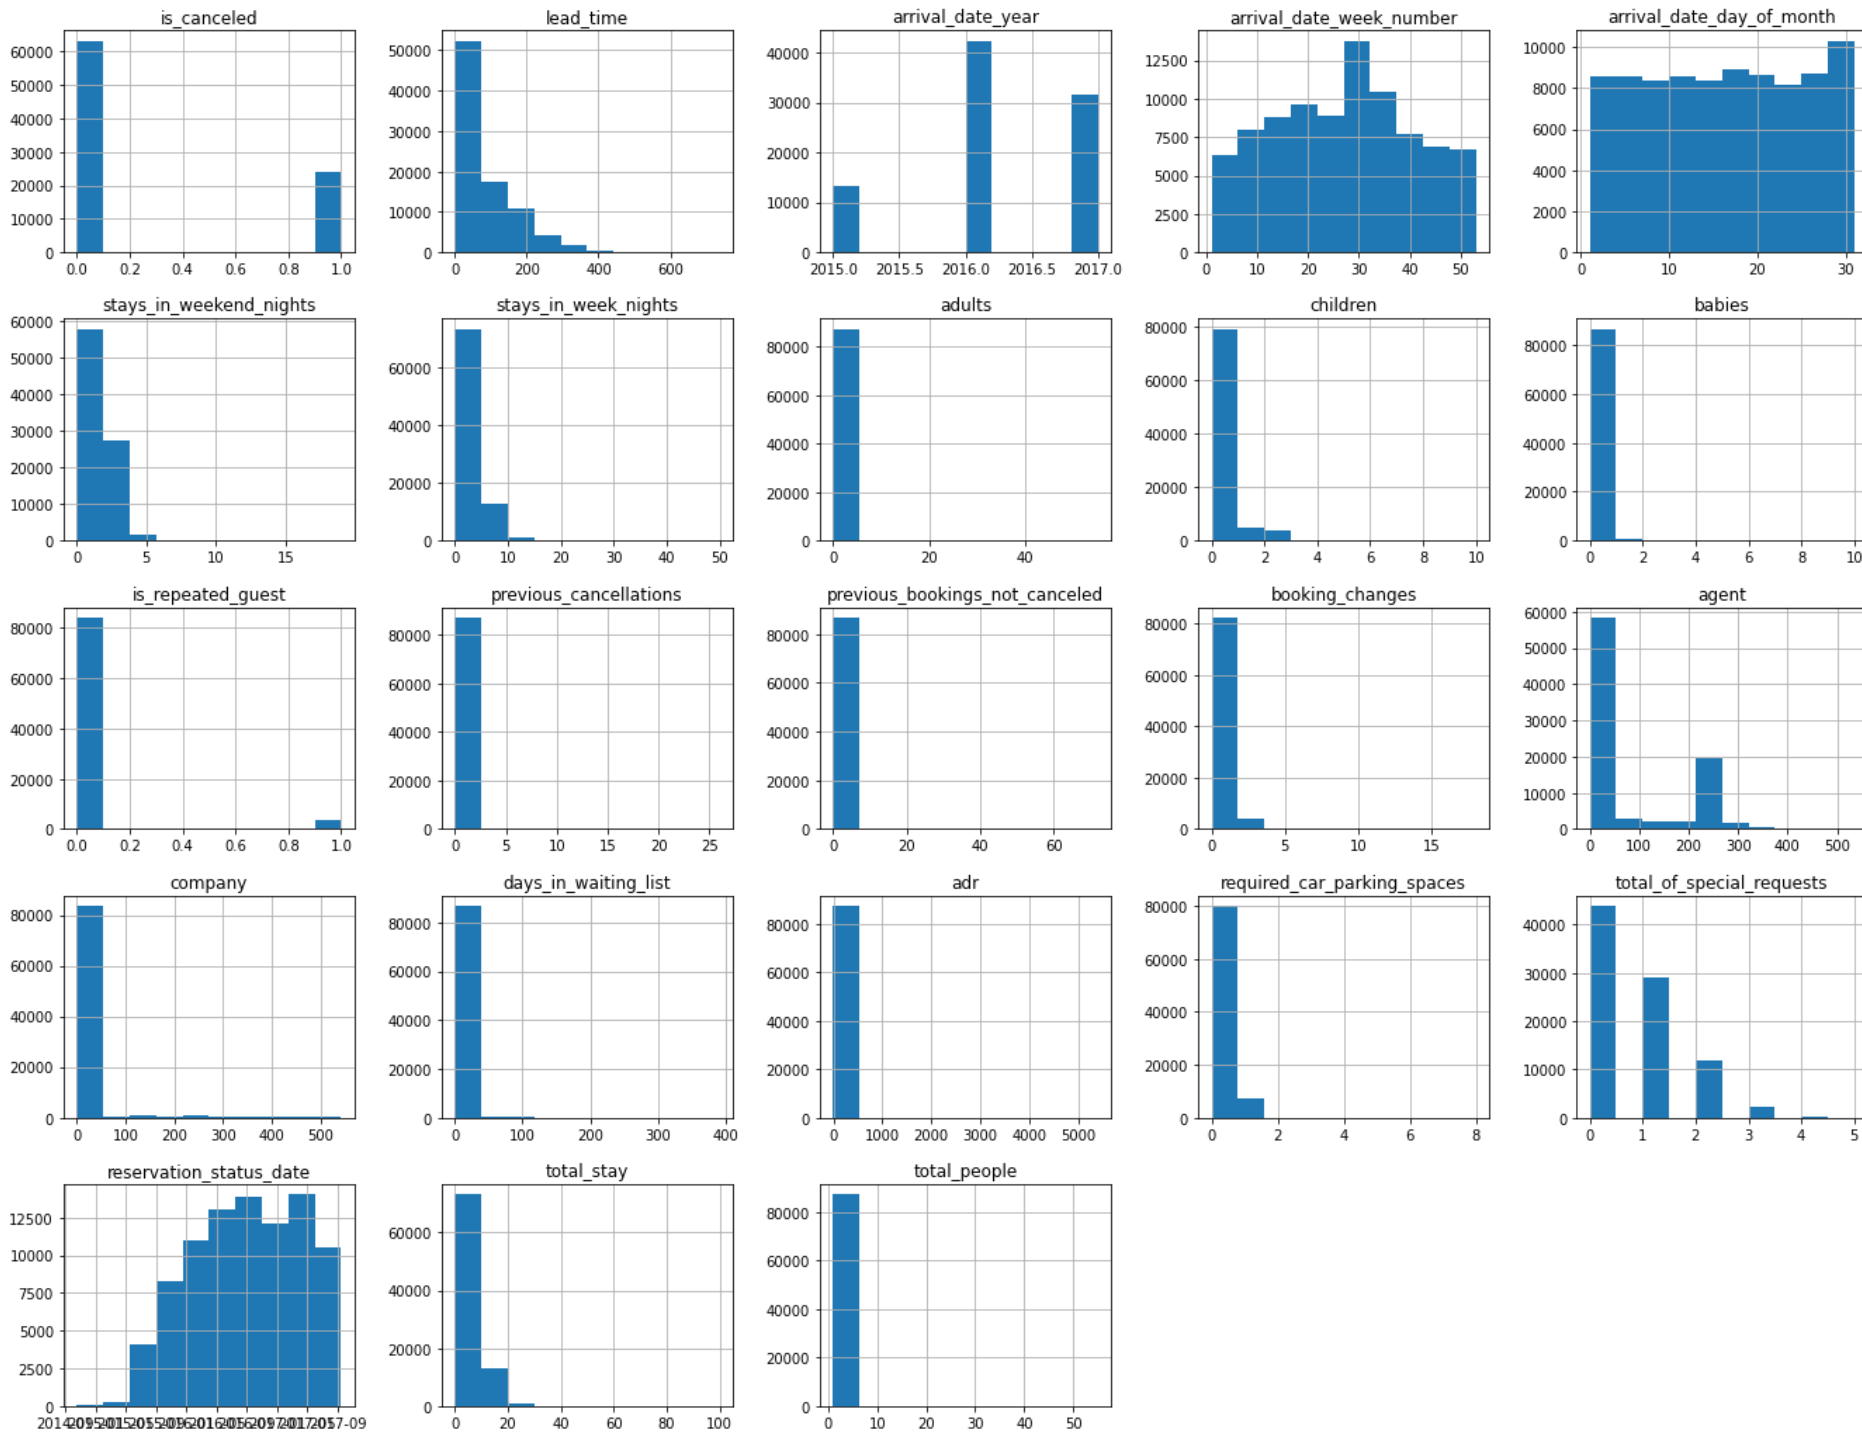 is_canceled lead_time arrival_date_year arrival_date_week_number arrival_date_day_of_month
60000 50000 40000 30000 20000 10000 0
0.0 0.2 0.4 0.6 0.8 1.0
50000 40000 30000 20000 10000 0
0 200 400 600
40000 30000 20000 10000 0
2015.0 2015.5 2016.0 2016.5 2017.0
12500 10000 7500 5000 2500 0
0 10 20 30 40 50
10000 8000 6000 4000 2000 0
0 10 20 30
stays_in_weekend_nights stays_in_week_nights adults children babies
60000 50000 40000 30000 20000 10000 0
0 5 10 15
60000 40000 20000 0
0 10 20 30 40 50
80000 60000 40000 20000 0
0 20 40
80000 60000 40000 20000 0
0 2 4 6 8 10
80000 60000 40000 20000 0
0 2 4 6 8 10
is_repeated_guest previous_cancellations previous_bookings_not_canceled booking_changes agent
80000 60000 40000 20000 0
0.0 0.2 0.4 0.6 0.8 1.0
80000 60000 40000 20000 0
0 5 10 15 20 25
80000 60000 40000 20000 0
0 20 40 60
80000 60000 40000 20000 0
0 5 10 15
60000 50000 40000 30000 20000 10000 0
0 100 200 300 400 500
company days_in_waiting_list adr required_car_parking_spaces total_of_special_requests
80000 60000 40000 20000 0
0 100 200 300 400 500
80000 60000 40000 20000 0
0 100 200 300 400
80000 60000 40000 20000 0
0 1000 2000 3000 4000 5000
80000 60000 40000 20000 0
0 2 4 6 8
40000 30000 20000 10000 0
0 1 2 3 4 5
reservation_status_date total_stay total_people
12500 10000 7500 5000 2500 0
60000 40000 20000 0
0 20 40 60 80 100
80000 60000 40000 20000 0
0 10 20 30 40 50